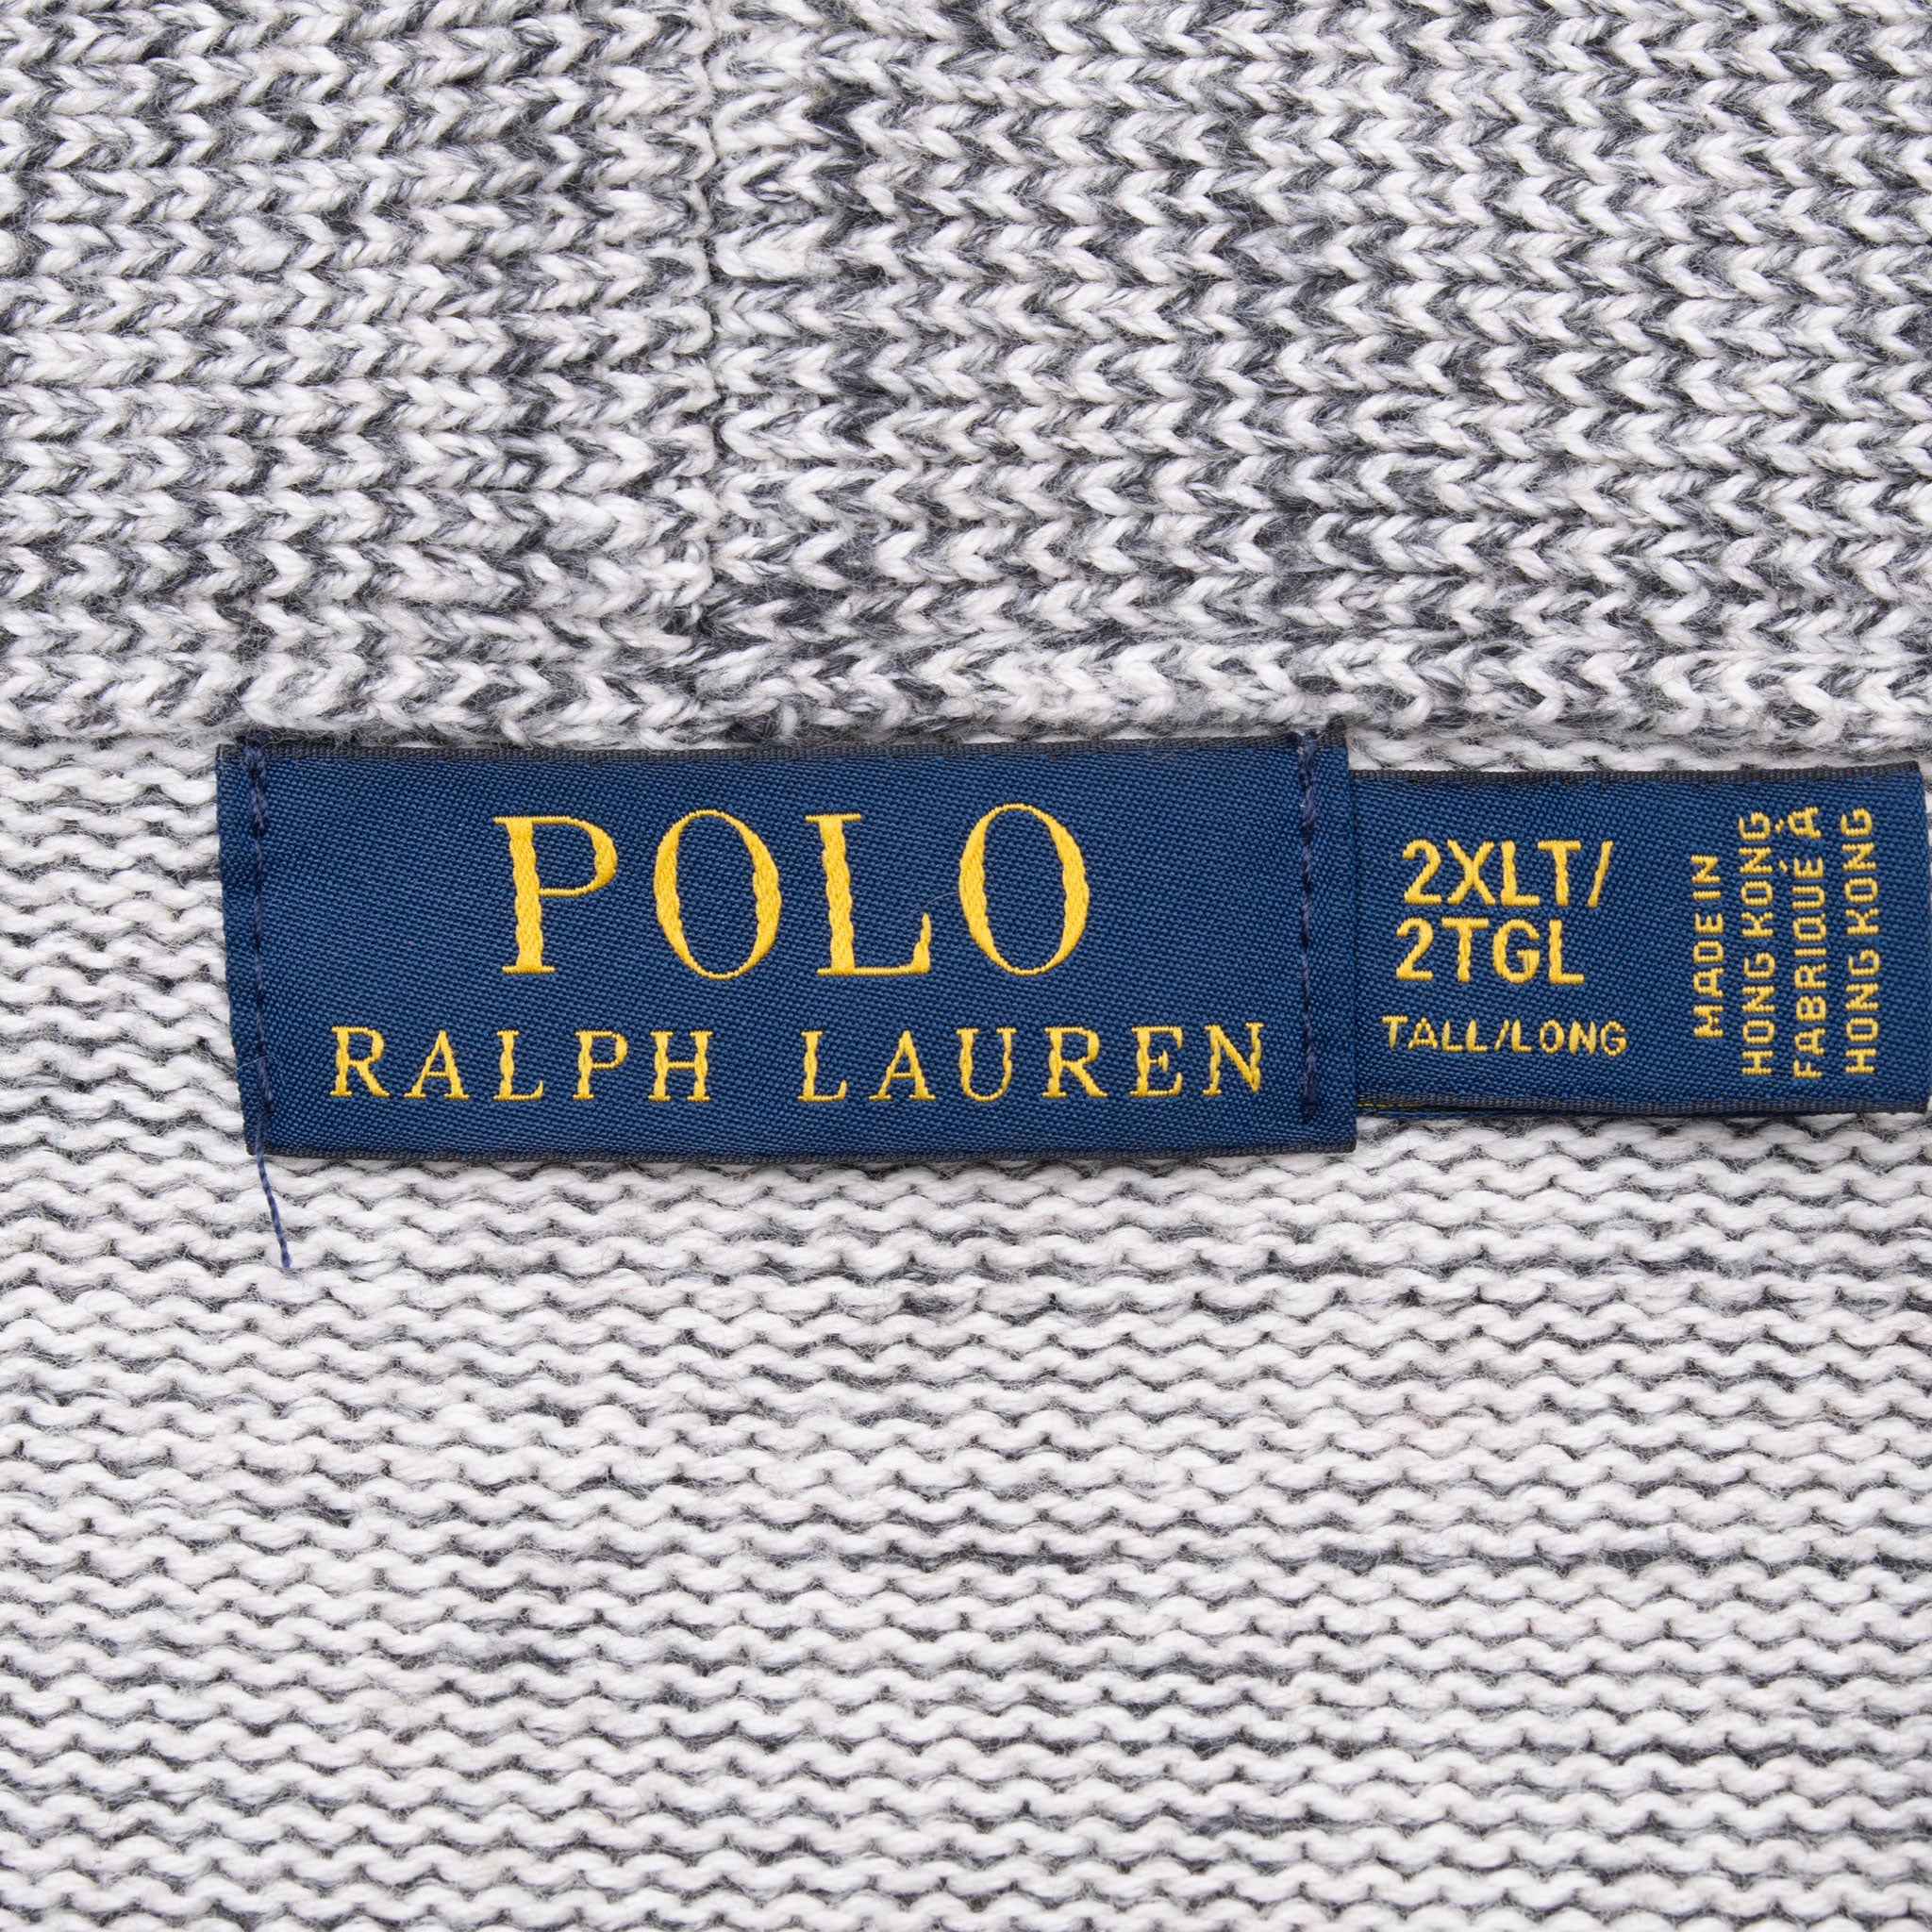 POLO
RALPH LAUREN
2XLT/
2TGL
TALL/LONG
MADE IN
HONG KONG
FABRIQUÉ À
HONG KONG